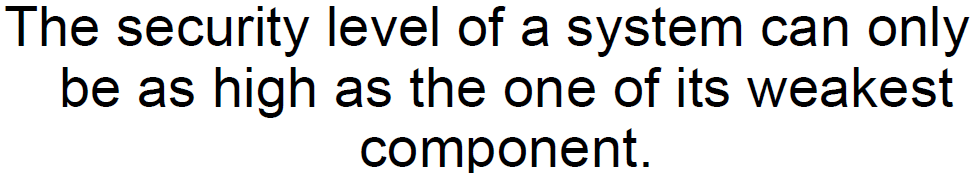 The security level of a system can only
be as high as the one of its weakest
component.